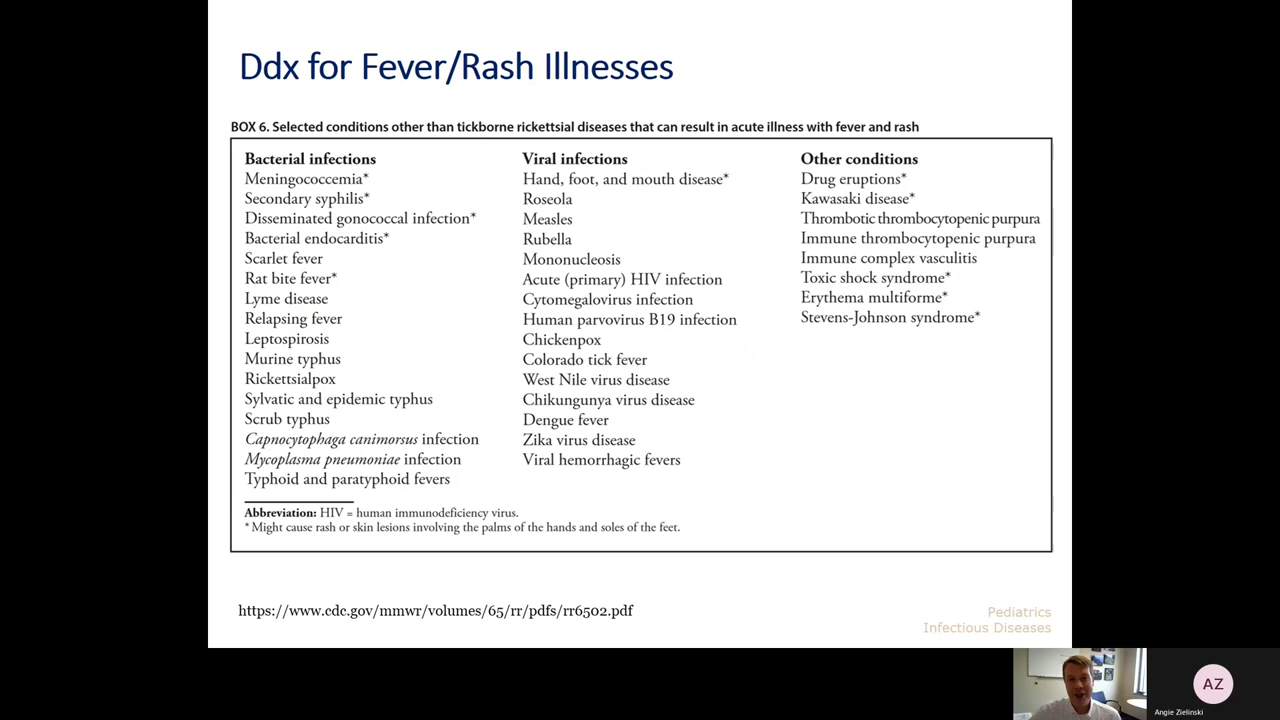 Ddx for Fever/Rash Illnesses
BOX 6. Selected conditions other than tickborne rickettsial diseases that can result in acute illness with fever and rash
Bacterial infections
Meningococcemia*
Secondary syphilis*
Disseminated gonococcal infection*
Bacterial endocarditis*
Scarlet fever
Rat bite fever*
Lyme disease
Relapsing fever
Leptospirosis
Murine typhus
Rickettsialpox
Sylvatic and epidemic typhus
Scrub typhus
Capnocytophaga canimorsus infection
Mycoplasma pneumoniae infection
Typhoid and paratyphoid fevers
Viral infections
Hand, foot, and mouth disease*
Roseola
Measles
Rubella
Mononucleosis
Acute (primary) HIV infection
Cytomegalovirus infection
Human parvovirus B19 infection
Chickenpox
Colorado tick fever
West Nile virus disease
Chikungunya virus disease
Dengue fever
Zika virus disease
Viral hemorrhagic fevers
Other conditions
Drug eruptions*
Kawasaki disease*
Thrombotic thrombocytopenic purpura
Immune thrombocytopenic purpura
Immune complex vasculitis
Toxic shock syndrome*
Erythema multiforme*
Stevens-Johnson syndrome*
Abbreviation: HIV = human immunodeficiency virus.
* Might cause rash or skin lesions involving the palms of the hands and soles of the feet.
https://www.cdc.gov/mmwr/volumes/65/rr/pdfs/rr6502.pdf
Pediatrics
Infectious Diseases
AZ
Angie Zielinski